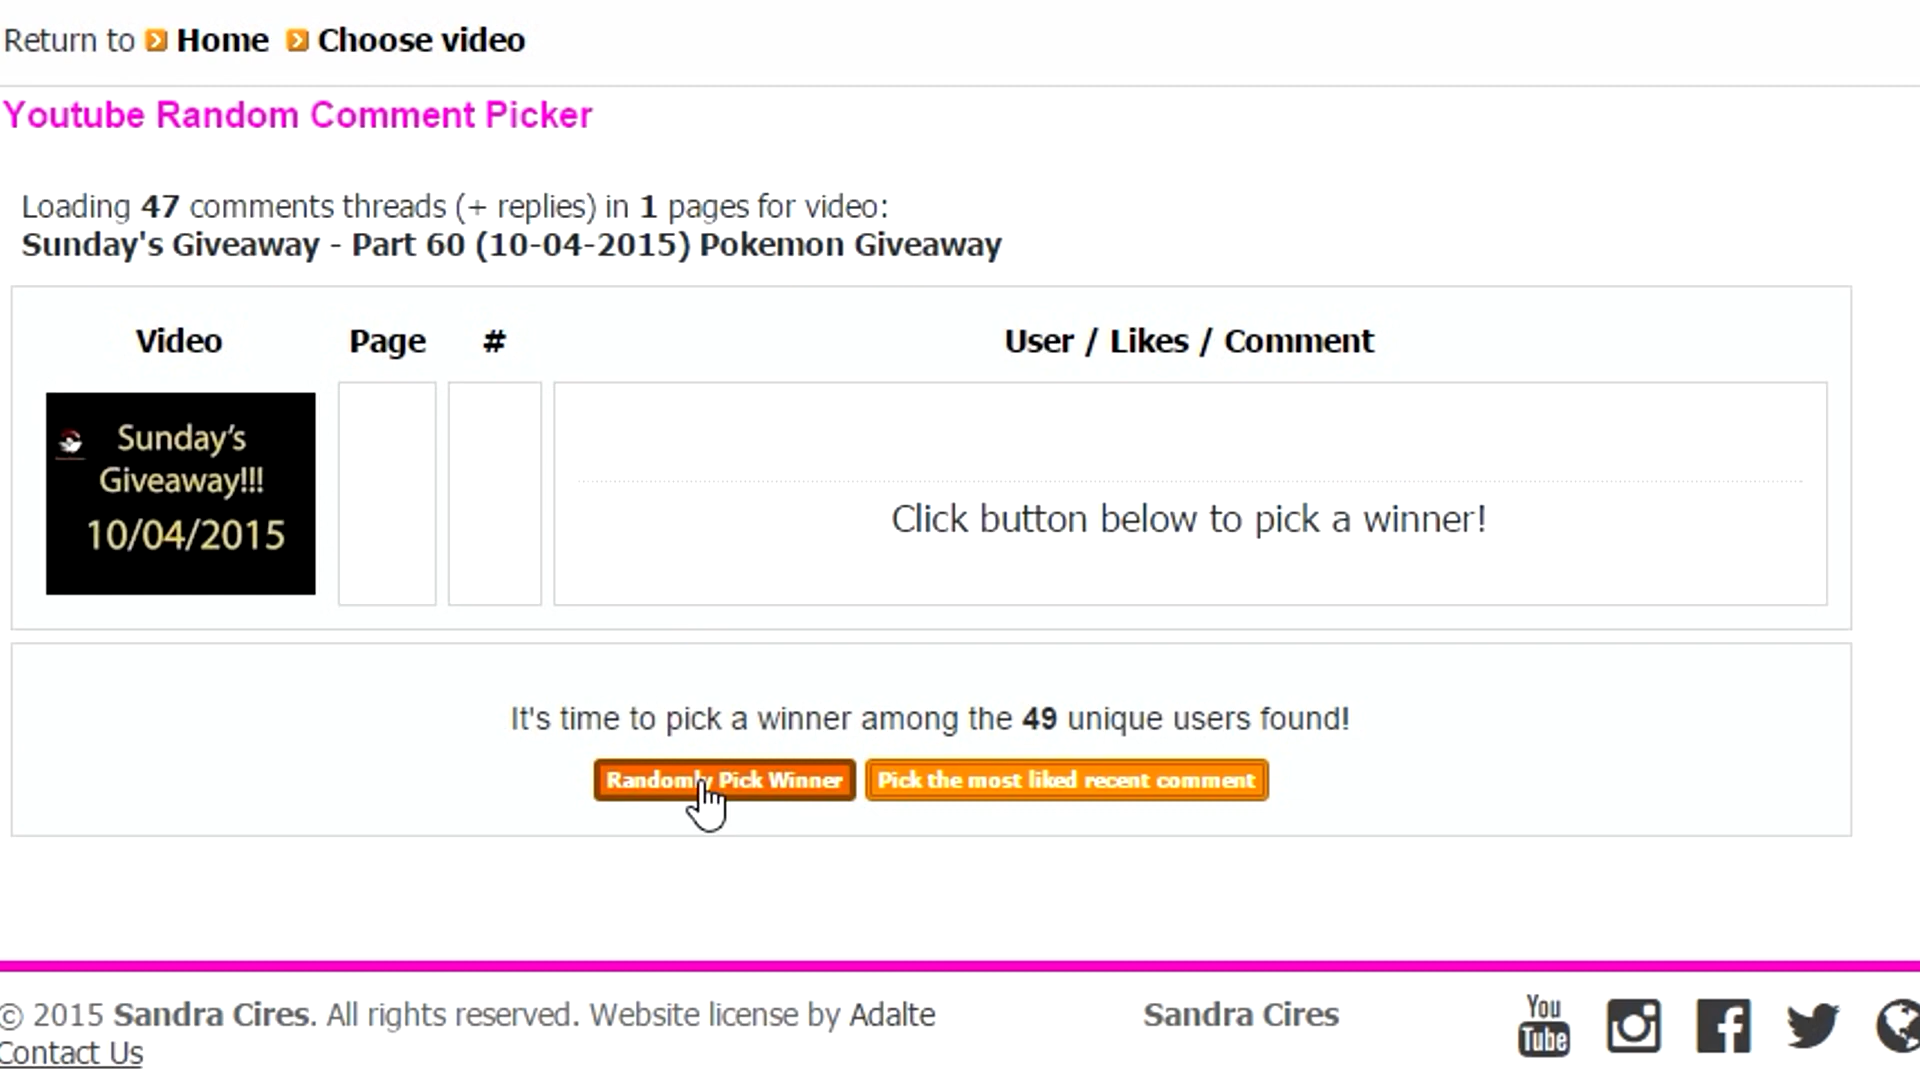 Return to Home Choose video
Youtube Random Comment Picker
Loading 47 comments threads (+ replies) in 1 pages for video:
Sunday's Giveaway - Part 60 (10-04-2015) Pokemon Giveaway
Video Page # User / Likes / Comment
Sunday's
Giveaway!!!
10/04/2015
Click button below to pick a winner!
It's time to pick a winner among the 49 unique users found!
Randomly Pick Winner Pick the most liked recent comment
© 2015 Sandra Cires. All rights reserved. Website license by Adalte
Contact Us
Sandra Cires
You
Tube